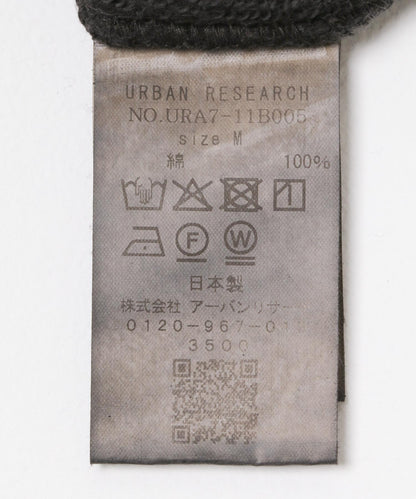 URBAN RESEARCH
NO.URA7-11B005
size M
綿 100%
F W
日本製
株式会社 アーバンリサー
0120-967-01
3500